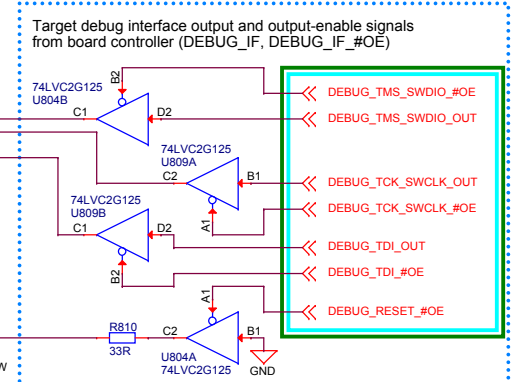 Target debug interface output and output-enable signals
from board controller (DEBUG_IF, DEBUG_IF_#OE)
74LVC2G125
U804B
B2
C1
D2
DEBUG_TMS_SWDIO_#OE
DEBUG_TMS_SWDIO_OUT
74LVC2G125
U809A
C2
B1
A1
DEBUG_TCK_SWCLK_OUT
DEBUG_TCK_SWCLK_#OE
74LVC2G125
U809B
C1
D2
B2
DEBUG_TDI_OUT
DEBUG_TDI_#OE
A1
DEBUG_RESET_#OE
R810
33R
C2
B1
U804A
74LVC2G125
GND
w